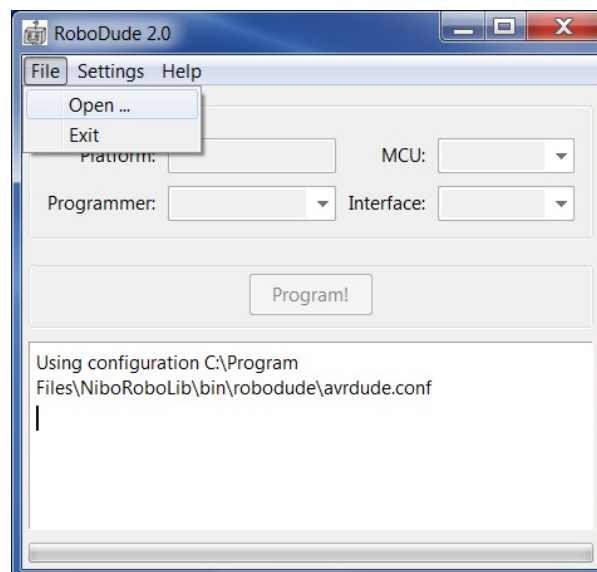 RoboDude 2.0
File Settings Help
Open ...
Exit
Platform: MCU:
Programmer: Interface:
Program!
Using configuration C:\Program
Files\NiboRoboLib\bin\robodude\avrdude.conf